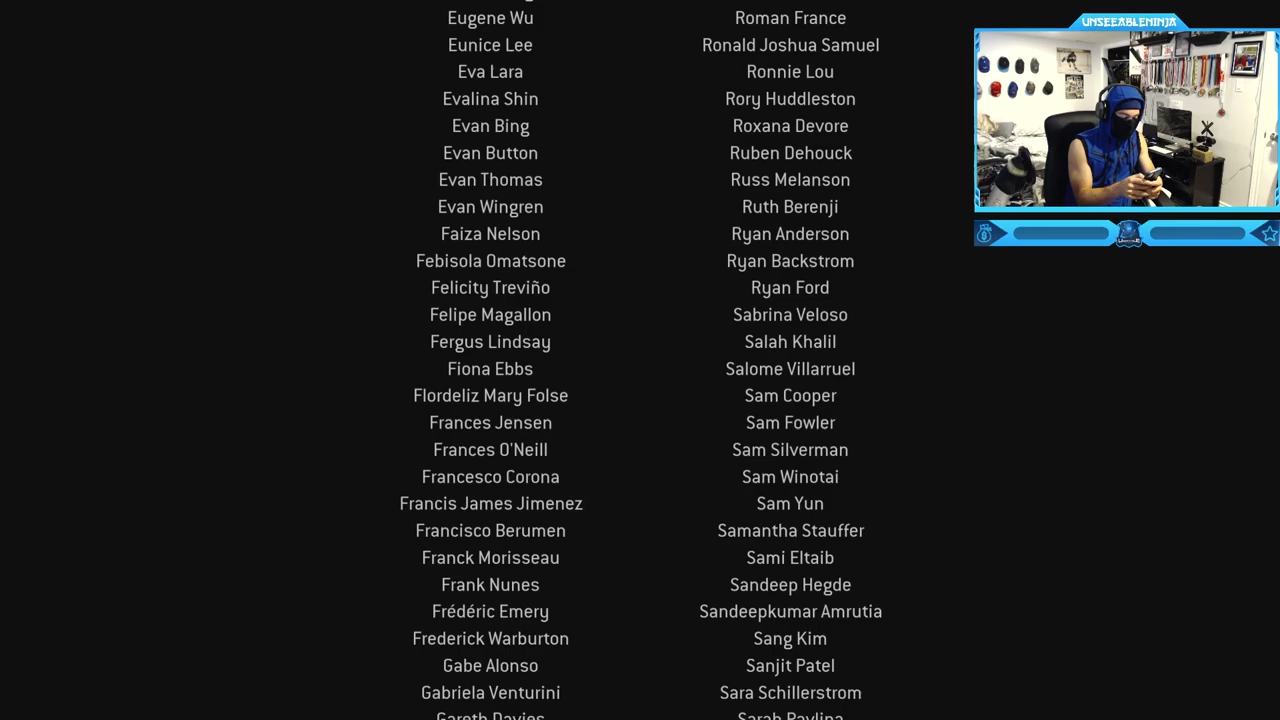 Eugene Wu
Eunice Lee
Eva Lara
Evalina Shin
Evan Bing
Evan Button
Evan Thomas
Evan Wingren
Faiza Nelson
Febisola Omatsone
Felicity Treviño
Felipe Magallon
Fergus Lindsay
Fiona Ebbs
Flordeliz Mary Folse
Frances Jensen
Frances O'Neill
Francesco Corona
Francis James Jimenez
Francisco Berumen
Franck Morisseau
Frank Nunes
Frédéric Emery
Frederick Warburton
Gabe Alonso
Gabriela Venturini
Gareth Davies
Roman France
Ronald Joshua Samuel
Ronnie Lou
Rory Huddleston
Roxana Devore
Ruben Dehouck
Russ Melanson
Ruth Berenji
Ryan Anderson
Ryan Backstrom
Ryan Ford
Sabrina Veloso
Salah Khalil
Salome Villarruel
Sam Cooper
Sam Fowler
Sam Silverman
Sam Winotai
Sam Yun
Samantha Stauffer
Sami Eltaib
Sandeep Hegde
Sandeepkumar Amrutia
Sang Kim
Sanjit Patel
Sara Schillerstrom
Sarah Pavlina
UNSEEABLENINJA